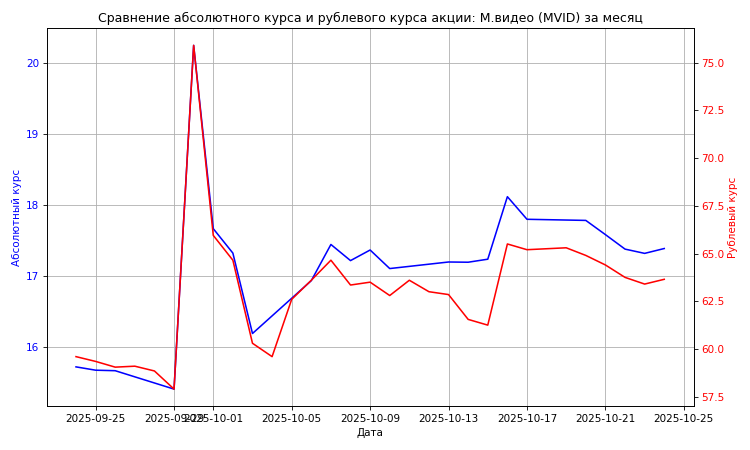 Сравнение абсолютного курса и рублевого курса акции: М.видео (MVID) за месяц
Абсолютный курс
20
19
18
17
16
75.0
72.5
70.0
67.5
65.0
62.5
60.0
57.5
Рублевый курс
2025-09-25 2025-09-29 2025-10-01 2025-10-05 2025-10-09 2025-10-13 2025-10-17 2025-10-21 2025-10-25
Дата